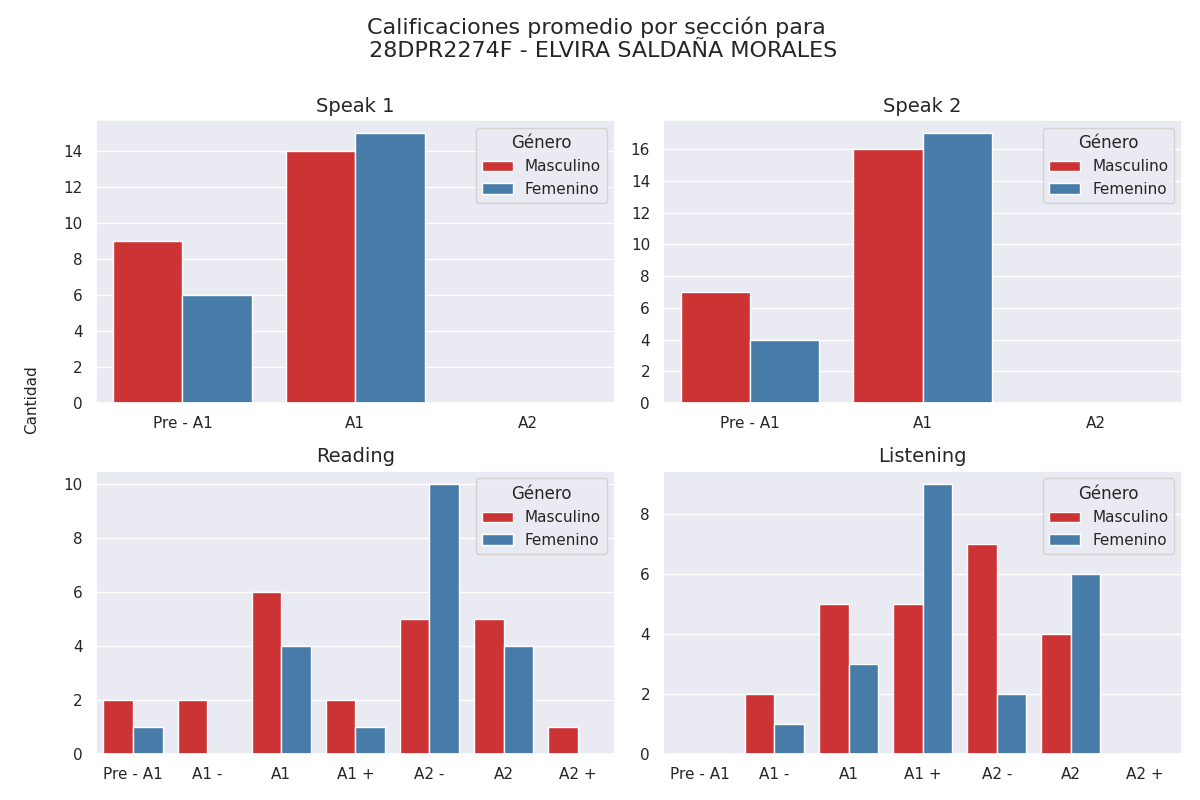 Calificaciones promedio por sección para
28DPR2274F - ELVIRA SALDAÑA MORALES
Cantidad
Speak 1
14
12
10
8
6
4
2
0
Pre - A1 A1 A2
Género
Masculino
Femenino
Speak 2
16
14
12
10
8
6
4
2
0
Pre - A1 A1 A2
Género
Masculino
Femenino
Reading
10
8
6
4
2
0
Pre - A1 A1 - A1 A1 + A2 - A2 A2 +
Género
Masculino
Femenino
Listening
8
6
4
2
0
Pre - A1 A1 - A1 A1 + A2 - A2 A2 +
Género
Masculino
Femenino